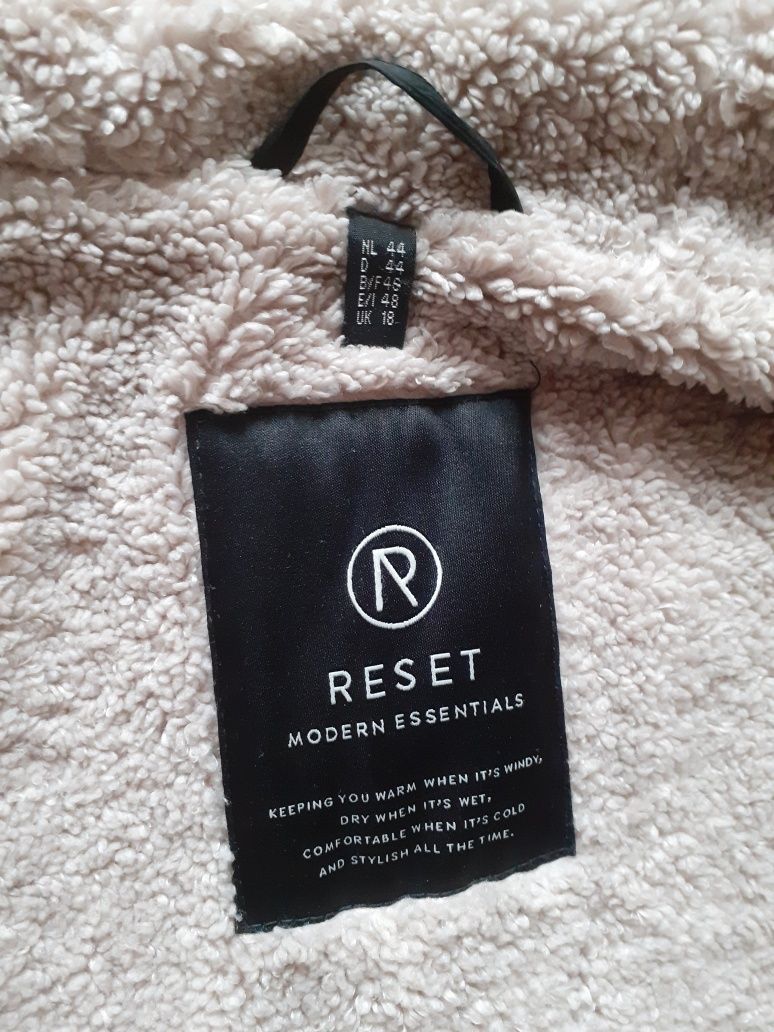 NL 44
D 44
B/F 46
E/I 48
UK 18
R
RESET
MODERN ESSENTIALS
KEEPING YOU WARM WHEN IT'S WINDY,
DRY WHEN IT'S WET,
COMFORTABLE WHEN IT'S COLD
AND STYLISH ALL THE TIME.